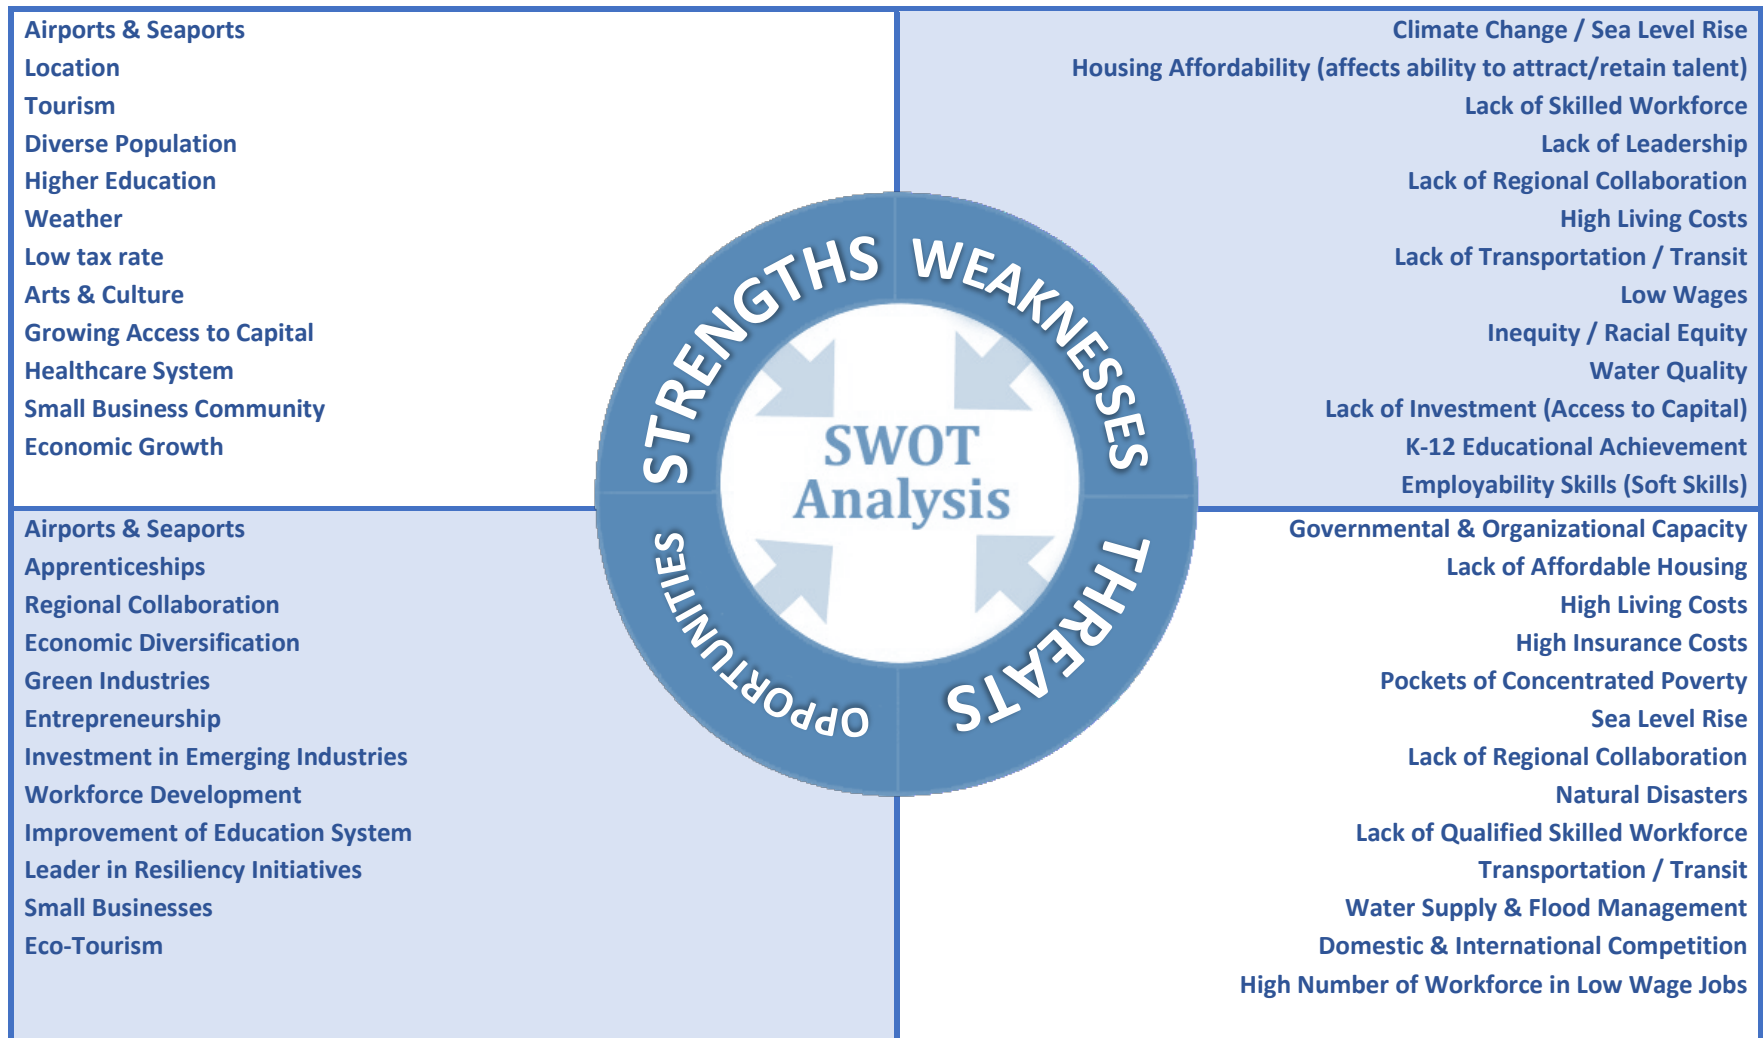 Airports & Seaports
Location
Tourism
Diverse Population
Higher Education
Weather
Low tax rate
Arts & Culture
Growing Access to Capital
Healthcare System
Small Business Community
Economic Growth
Climate Change / Sea Level Rise
Housing Affordability (affects ability to attract/retain talent)
Lack of Skilled Workforce
Lack of Leadership
Lack of Regional Collaboration
High Living Costs
Lack of Transportation / Transit
Low Wages
Inequity / Racial Equity
Water Quality
Lack of Investment (Access to Capital)
K-12 Educational Achievement
Employability Skills (Soft Skills)
STRENGTHS
WEAKNESSES
SWOT
Analysis
OPPORTUNITIES
THREATS
Airports & Seaports
Apprenticeships
Regional Collaboration
Economic Diversification
Green Industries
Entrepreneurship
Investment in Emerging Industries
Workforce Development
Improvement of Education System
Leader in Resiliency Initiatives
Small Businesses
Eco-Tourism
Governmental & Organizational Capacity
Lack of Affordable Housing
High Living Costs
High Insurance Costs
Pockets of Concentrated Poverty
Sea Level Rise
Lack of Regional Collaboration
Natural Disasters
Lack of Qualified Skilled Workforce
Transportation / Transit
Water Supply & Flood Management
Domestic & International Competition
High Number of Workforce in Low Wage Jobs